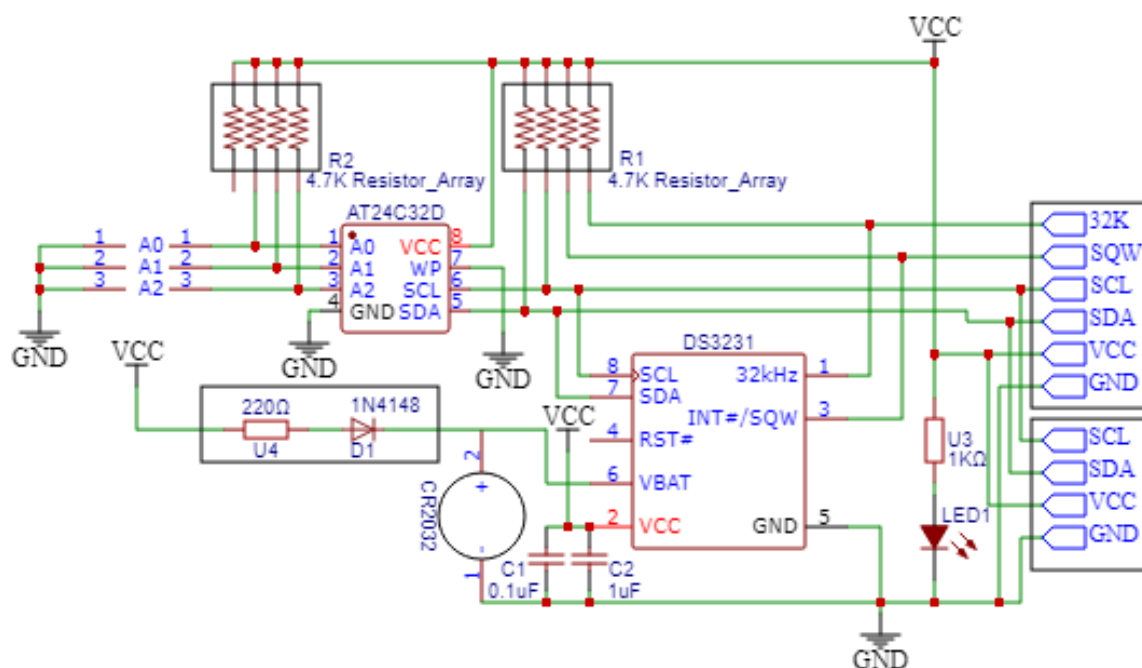 VCC
R2
4.7K Resistor_Array
R1
4.7K Resistor_Array
AT24C32D
1 A0 1
2 A1 2
3 A2 3
1 A0 VCC 8
2 A1 WP 7
3 A2 SCL 6
4 GND SDA 5
GND
GND
GND
32K
SQW
SCL
SDA
VCC
GND
VCC
220Ω
U4
1N4148
D1
VCC
DS3231
8 SCL 32kHz 1
7 SDA
INT#/SQW 3
4 RST#
6 VBAT
2 VCC GND 5
2
+
CR2032
-
1
C1
0.1uF
C2
1uF
U3
1KΩ
LED1
SCL
SDA
VCC
GND
GND